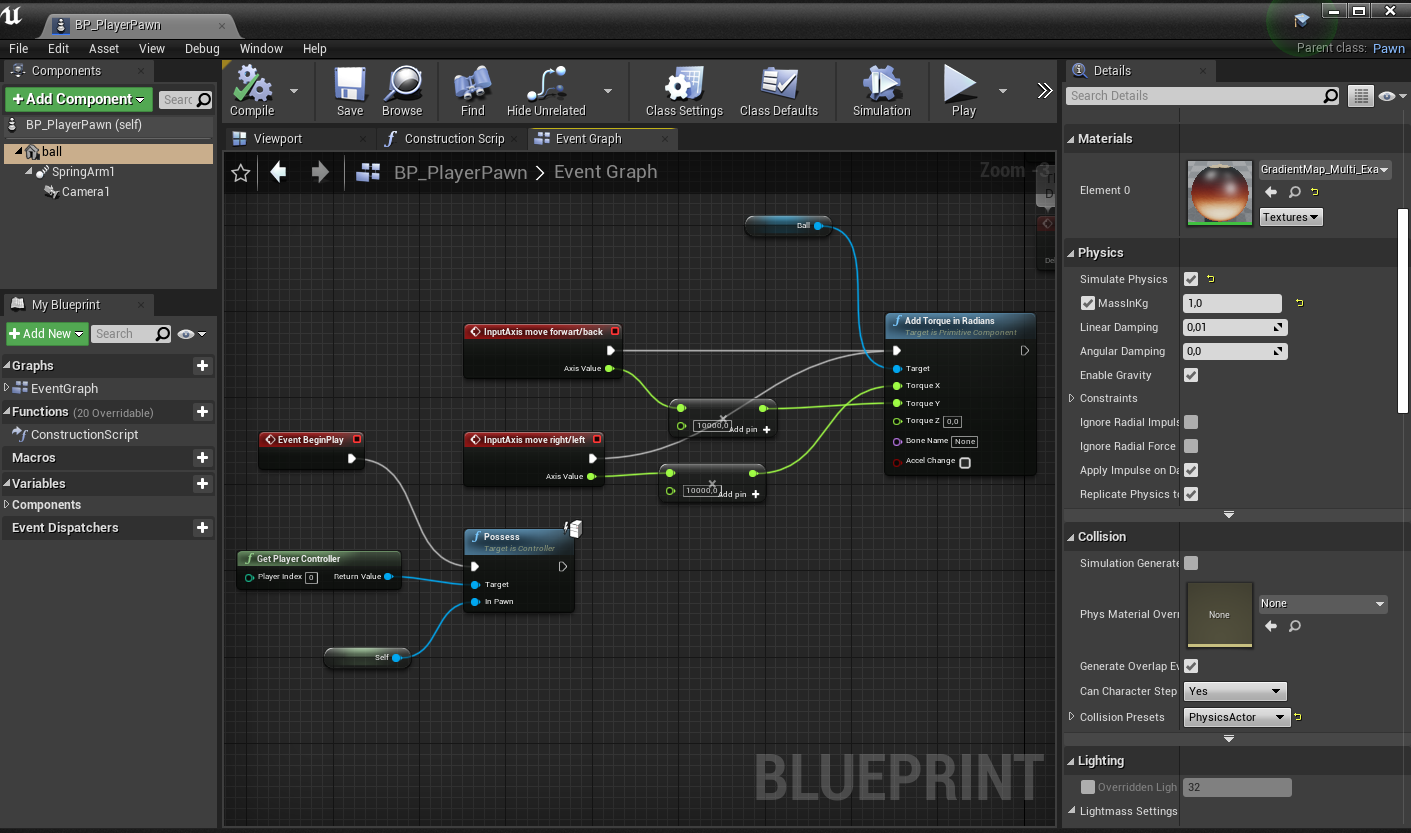 BP_PlayerPawn
File Edit Asset View Debug Window Help
Parent class: Pawn
Components
+ Add Component
Searc
BP_PlayerPawn (self)
ball
SpringArm1
Camera1
My Blueprint
+ Add New
Search
Graphs
EventGraph
Functions (20 Overridable)
ConstructionScript
Macros
Variables
Components
Event Dispatchers
Compile
Save
Browse
Find
Hide Unrelated
Class Settings
Class Defaults
Simulation
Play
Viewport
Construction Scrip
Event Graph
BP_PlayerPawn > Event Graph
Zoom -3
Ball
InputAxis move forwart/back
Axis Value
10000,0
Add pin +
InputAxis move right/left
Axis Value
10000,0
Add pin +
Add Torque in Radians
Target is Primitive Component
Target
Torque X
Torque Y
Torque Z 0,0
Bone Name None
Accel Change
Event BeginPlay
Get Player Controller
Player Index 0
Return Value
Possess
Target is Controller
Target
In Pawn
Self
BLUEPRINT
Details
Search Details
Materials
Element 0
GradientMap_Multi_Exa
Textures
Physics
Simulate Physics
MassInKg 1,0
Linear Damping 0,01
Angular Damping 0,0
Enable Gravity
Constraints
Ignore Radial Impuls
Ignore Radial Force
Apply Impulse on Da
Replicate Physics to
Collision
Simulation Generate
Phys Material Overri
None
None
Generate Overlap Ev
Can Character Step Yes
Collision Presets PhysicsActor
Lighting
Overridden Ligh 32
Lightmass Settings